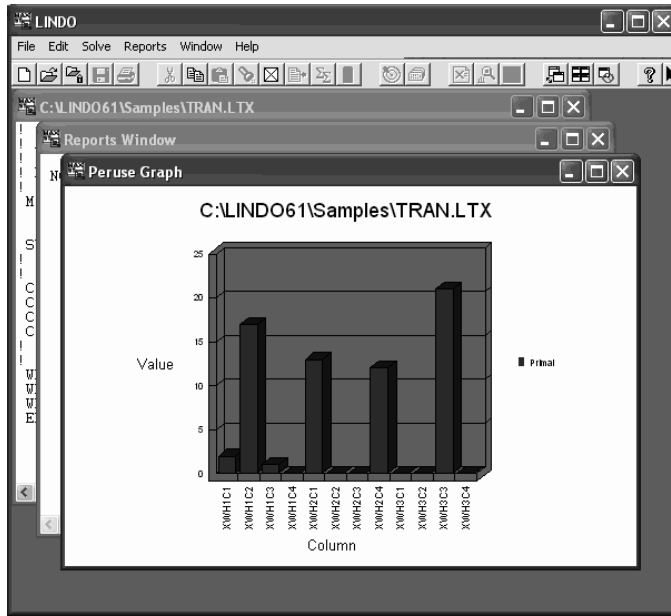 LINDO
File Edit Solve Reports Window Help
C:\LINDO61\Samples\TRAN.LTX
Reports Window
Peruse Graph
C:\LINDO61\Samples\TRAN.LTX
25
20
15
10
5
0
Value
Primal
XWH1C1
XWH1C2
XWH1C3
XWH1C4
XWH2C1
XWH2C2
XWH2C3
XWH2C4
XWH3C1
XWH3C2
XWH3C3
XWH3C4
Column